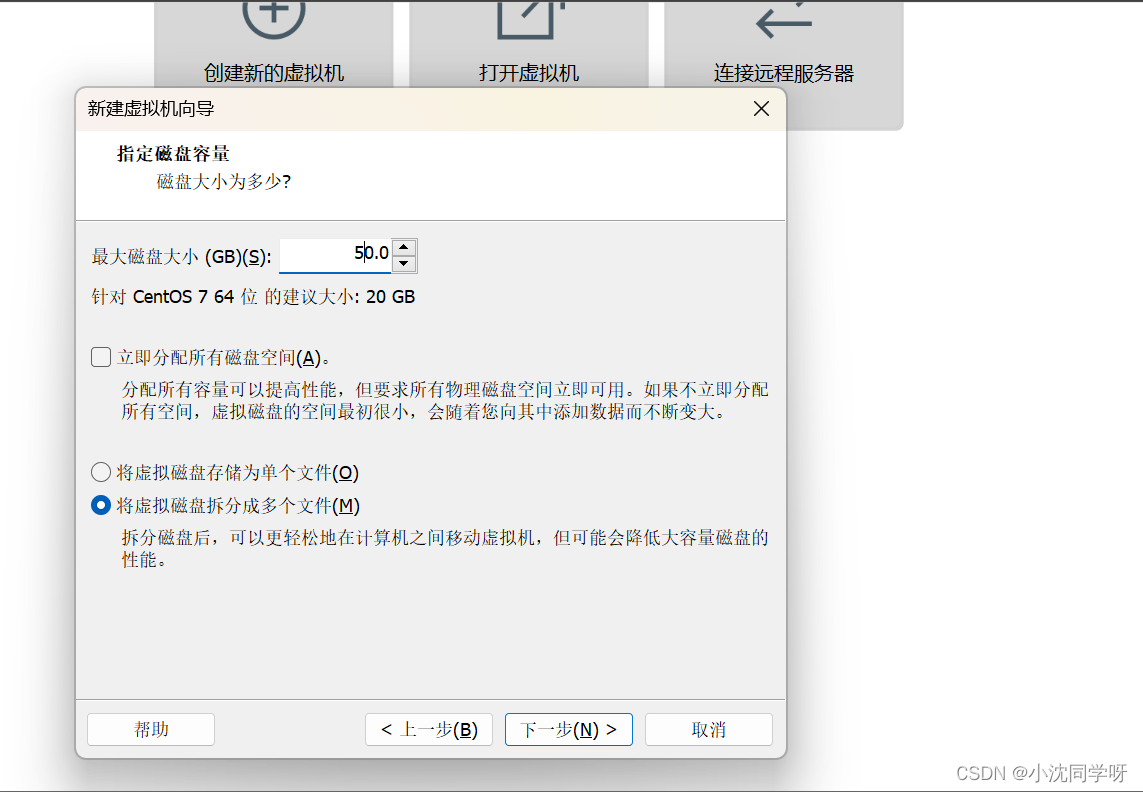 创建新的虚拟机
打开虚拟机
连接远程服务器
新建虚拟机向导
指定磁盘容量
磁盘大小为多少?
最大磁盘大小 (GB)(S): 50.0
针对 CentOS 7 64 位 的建议大小: 20 GB
立即分配所有磁盘空间(A)。
分配所有容量可以提高性能，但要求所有物理磁盘空间立即可用。如果不立即分配
所有空间，虚拟磁盘的空间最初很小，会随着您向其中添加数据而不断变大。
将虚拟磁盘存储为单个文件(O)
将虚拟磁盘拆分成多个文件(M)
拆分磁盘后，可以更轻松地在计算机之间移动虚拟机，但可能会降低大容量磁盘的
性能。
帮助
< 上一步(B)
下一步(N) >
取消
CSDN @小沈同学呀